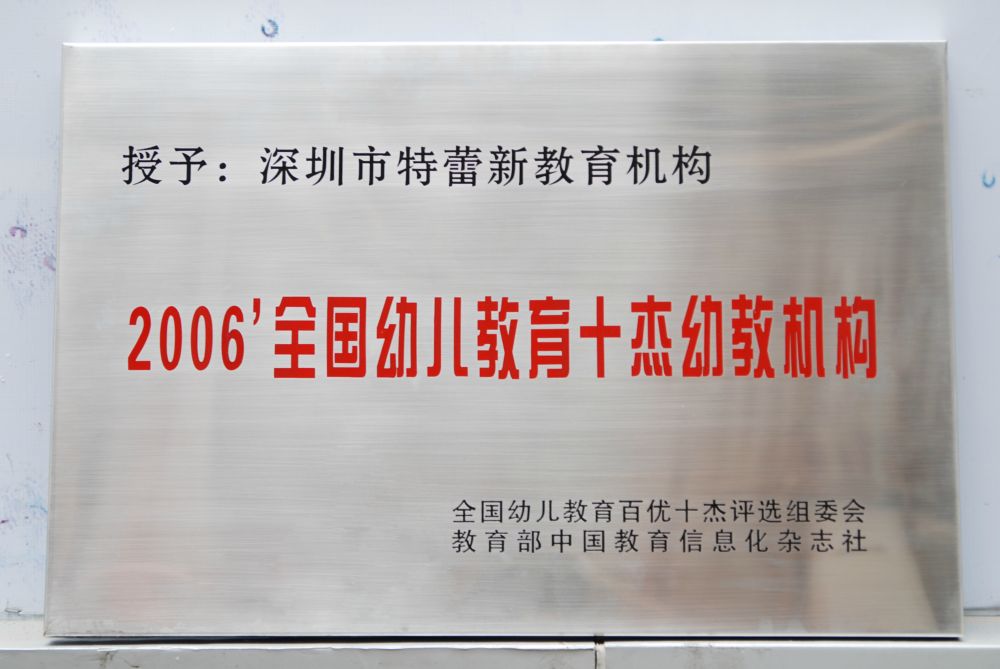 授予：深圳市特蕾新教育机构
2006'全国幼儿教育十杰幼教机构
全国幼儿教育百优十杰评选组委会
教育部中国教育信息化杂志社